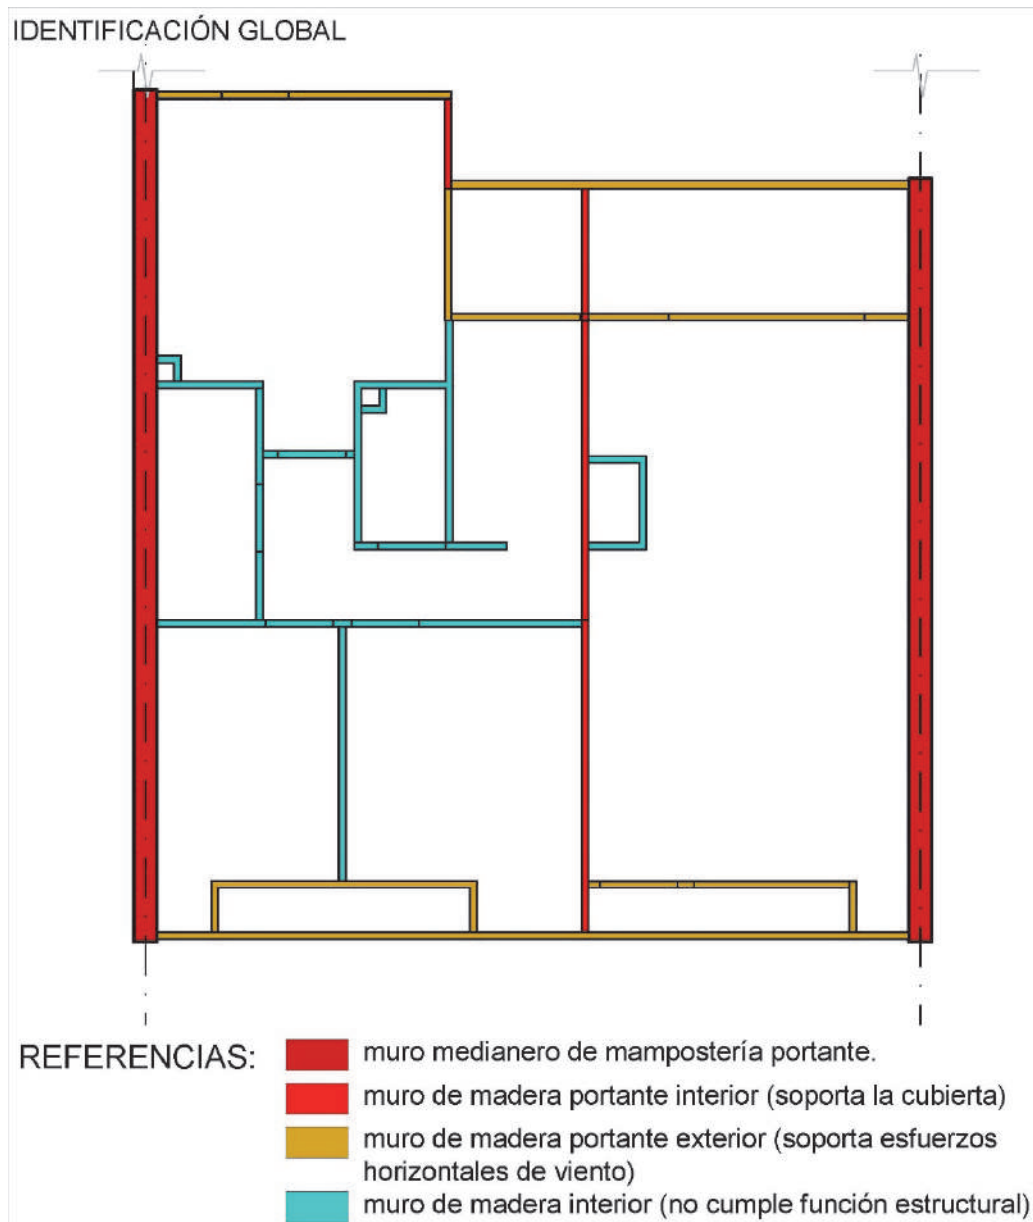 IDENTIFICACIÓN GLOBAL
REFERENCIAS:
muro medianero de mampostería portante.
muro de madera portante interior (soporta la cubierta)
muro de madera portante exterior (soporta esfuerzos
horizontales de viento)
muro de madera interior (no cumple función estructural)